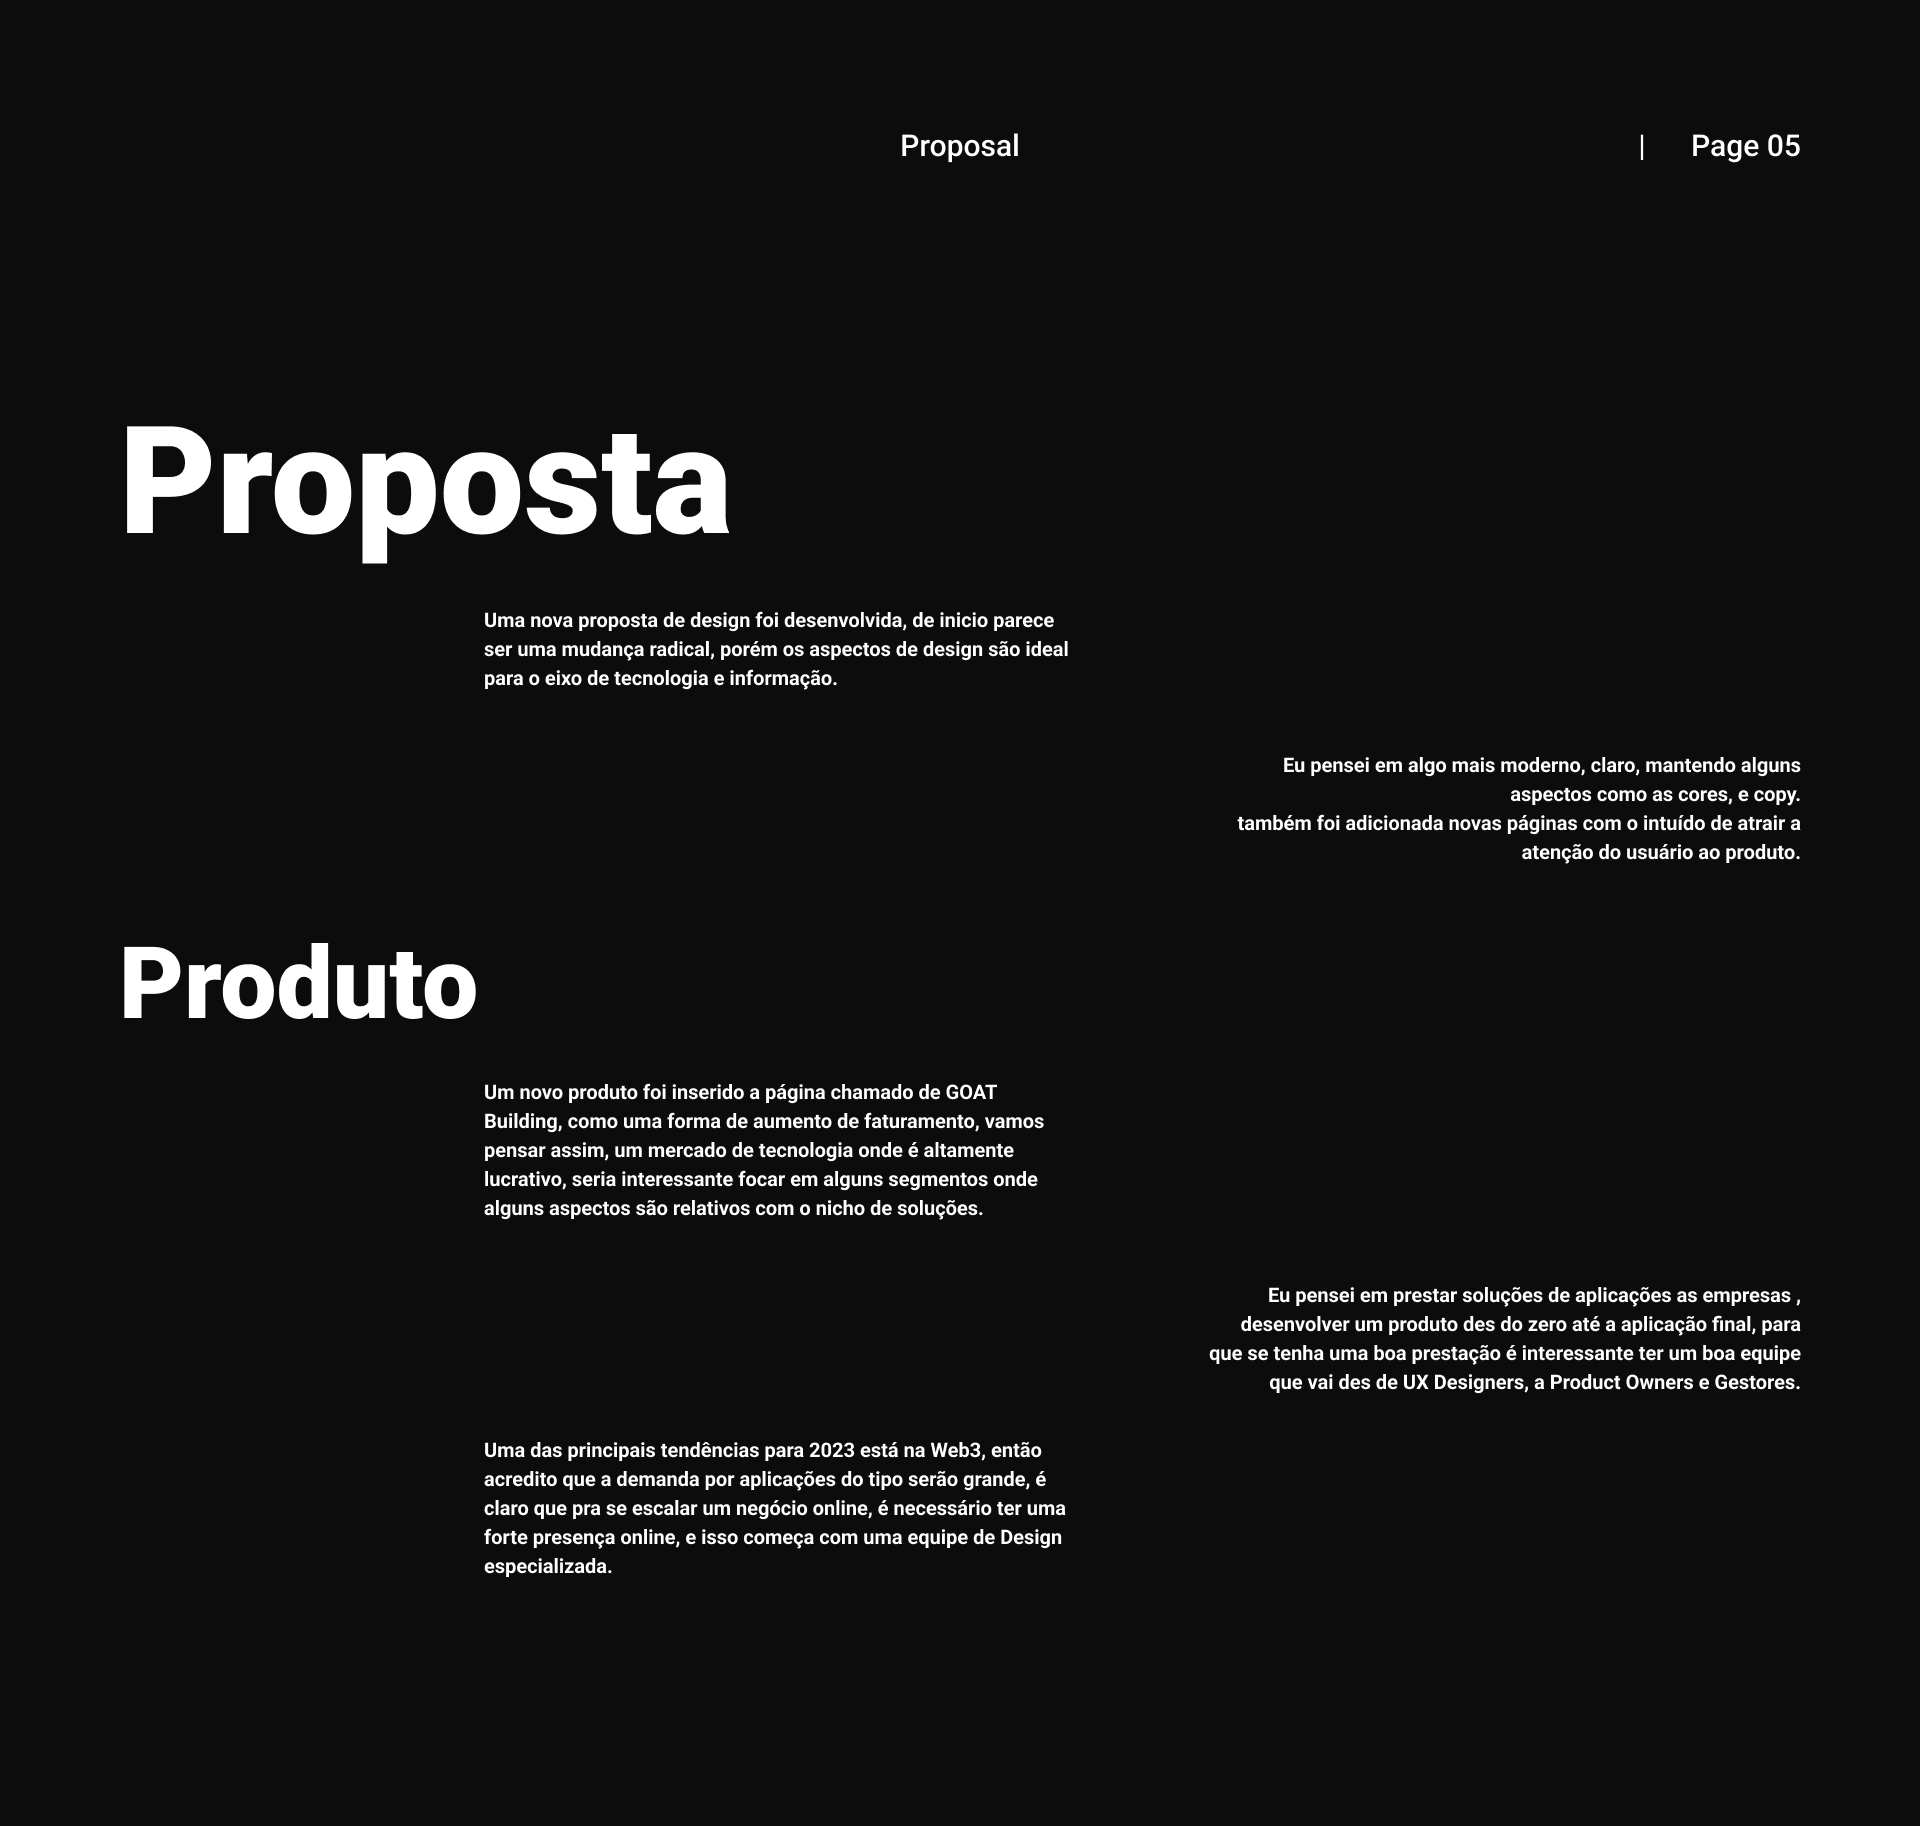 Proposal
| Page 05
Proposta
Uma nova proposta de design foi desenvolvida, de inicio parece
ser uma mudança radical, porém os aspectos de design são ideal
para o eixo de tecnologia e informação.
Eu pensei em algo mais moderno, claro, mantendo alguns
aspectos como as cores, e copy.
também foi adicionada novas páginas com o intuído de atrair a
atenção do usuário ao produto.
Produto
Um novo produto foi inserido a página chamado de GOAT
Building, como uma forma de aumento de faturamento, vamos
pensar assim, um mercado de tecnologia onde é altamente
lucrativo, seria interessante focar em alguns segmentos onde
alguns aspectos são relativos com o nicho de soluções.
Eu pensei em prestar soluções de aplicações as empresas ,
desenvolver um produto des do zero até a aplicação final, para
que se tenha uma boa prestação é interessante ter um boa equipe
que vai des de UX Designers, a Product Owners e Gestores.
Uma das principais tendências para 2023 está na Web3, então
acredito que a demanda por aplicações do tipo serão grande, é
claro que pra se escalar um negócio online, é necessário ter uma
forte presença online, e isso começa com uma equipe de Design
especializada.